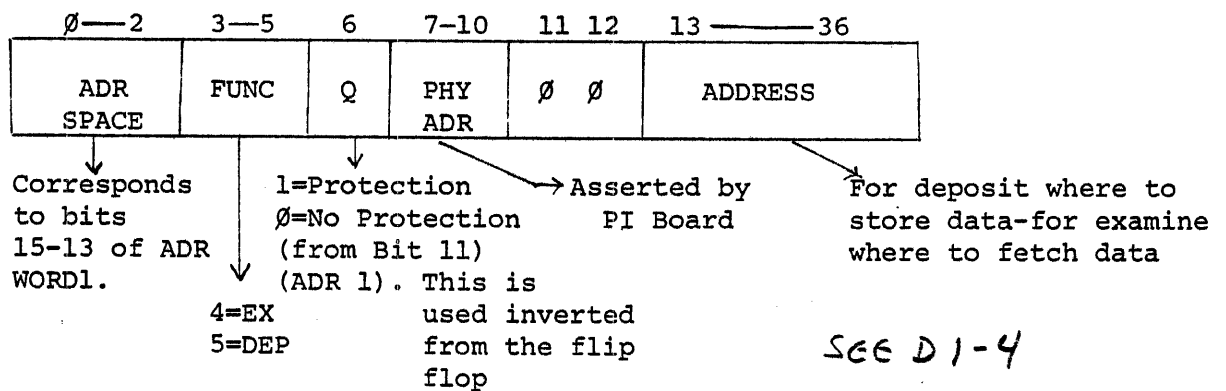 Ø—2 3—5 6 7-10 11 12 13 ——— 36
ADR SPACE FUNC Q PHY ADR Ø Ø ADDRESS
Corresponds
to bits
15-13 of ADR
WORD1.
4=EX
5=DEP
1=Protection
Ø=No Protection
(from Bit 11)
(ADR 1). This is
used inverted
from the flip
flop
Asserted by
PI Board
For deposit where to
store data-for examine
where to fetch data
SEE D1-4